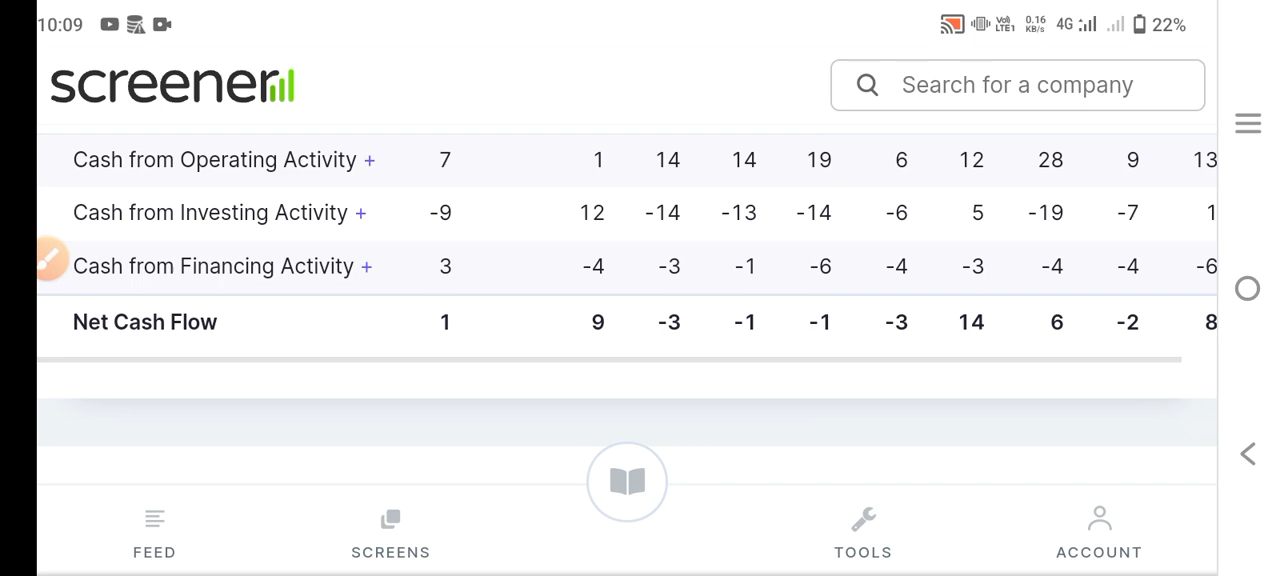 10:09 Vo) LTE1 0.16 KB/s 4G 22%
screener Search for a company
Cash from Operating Activity + 7 1 14 14 19 6 12 28 9 13
Cash from Investing Activity + -9 12 -14 -13 -14 -6 5 -19 -7 1
Cash from Financing Activity + 3 -4 -3 -1 -6 -4 -3 -4 -4 -6
Net Cash Flow 1 9 -3 -1 -1 -3 14 6 -2 8
FEED SCREENS TOOLS ACCOUNT